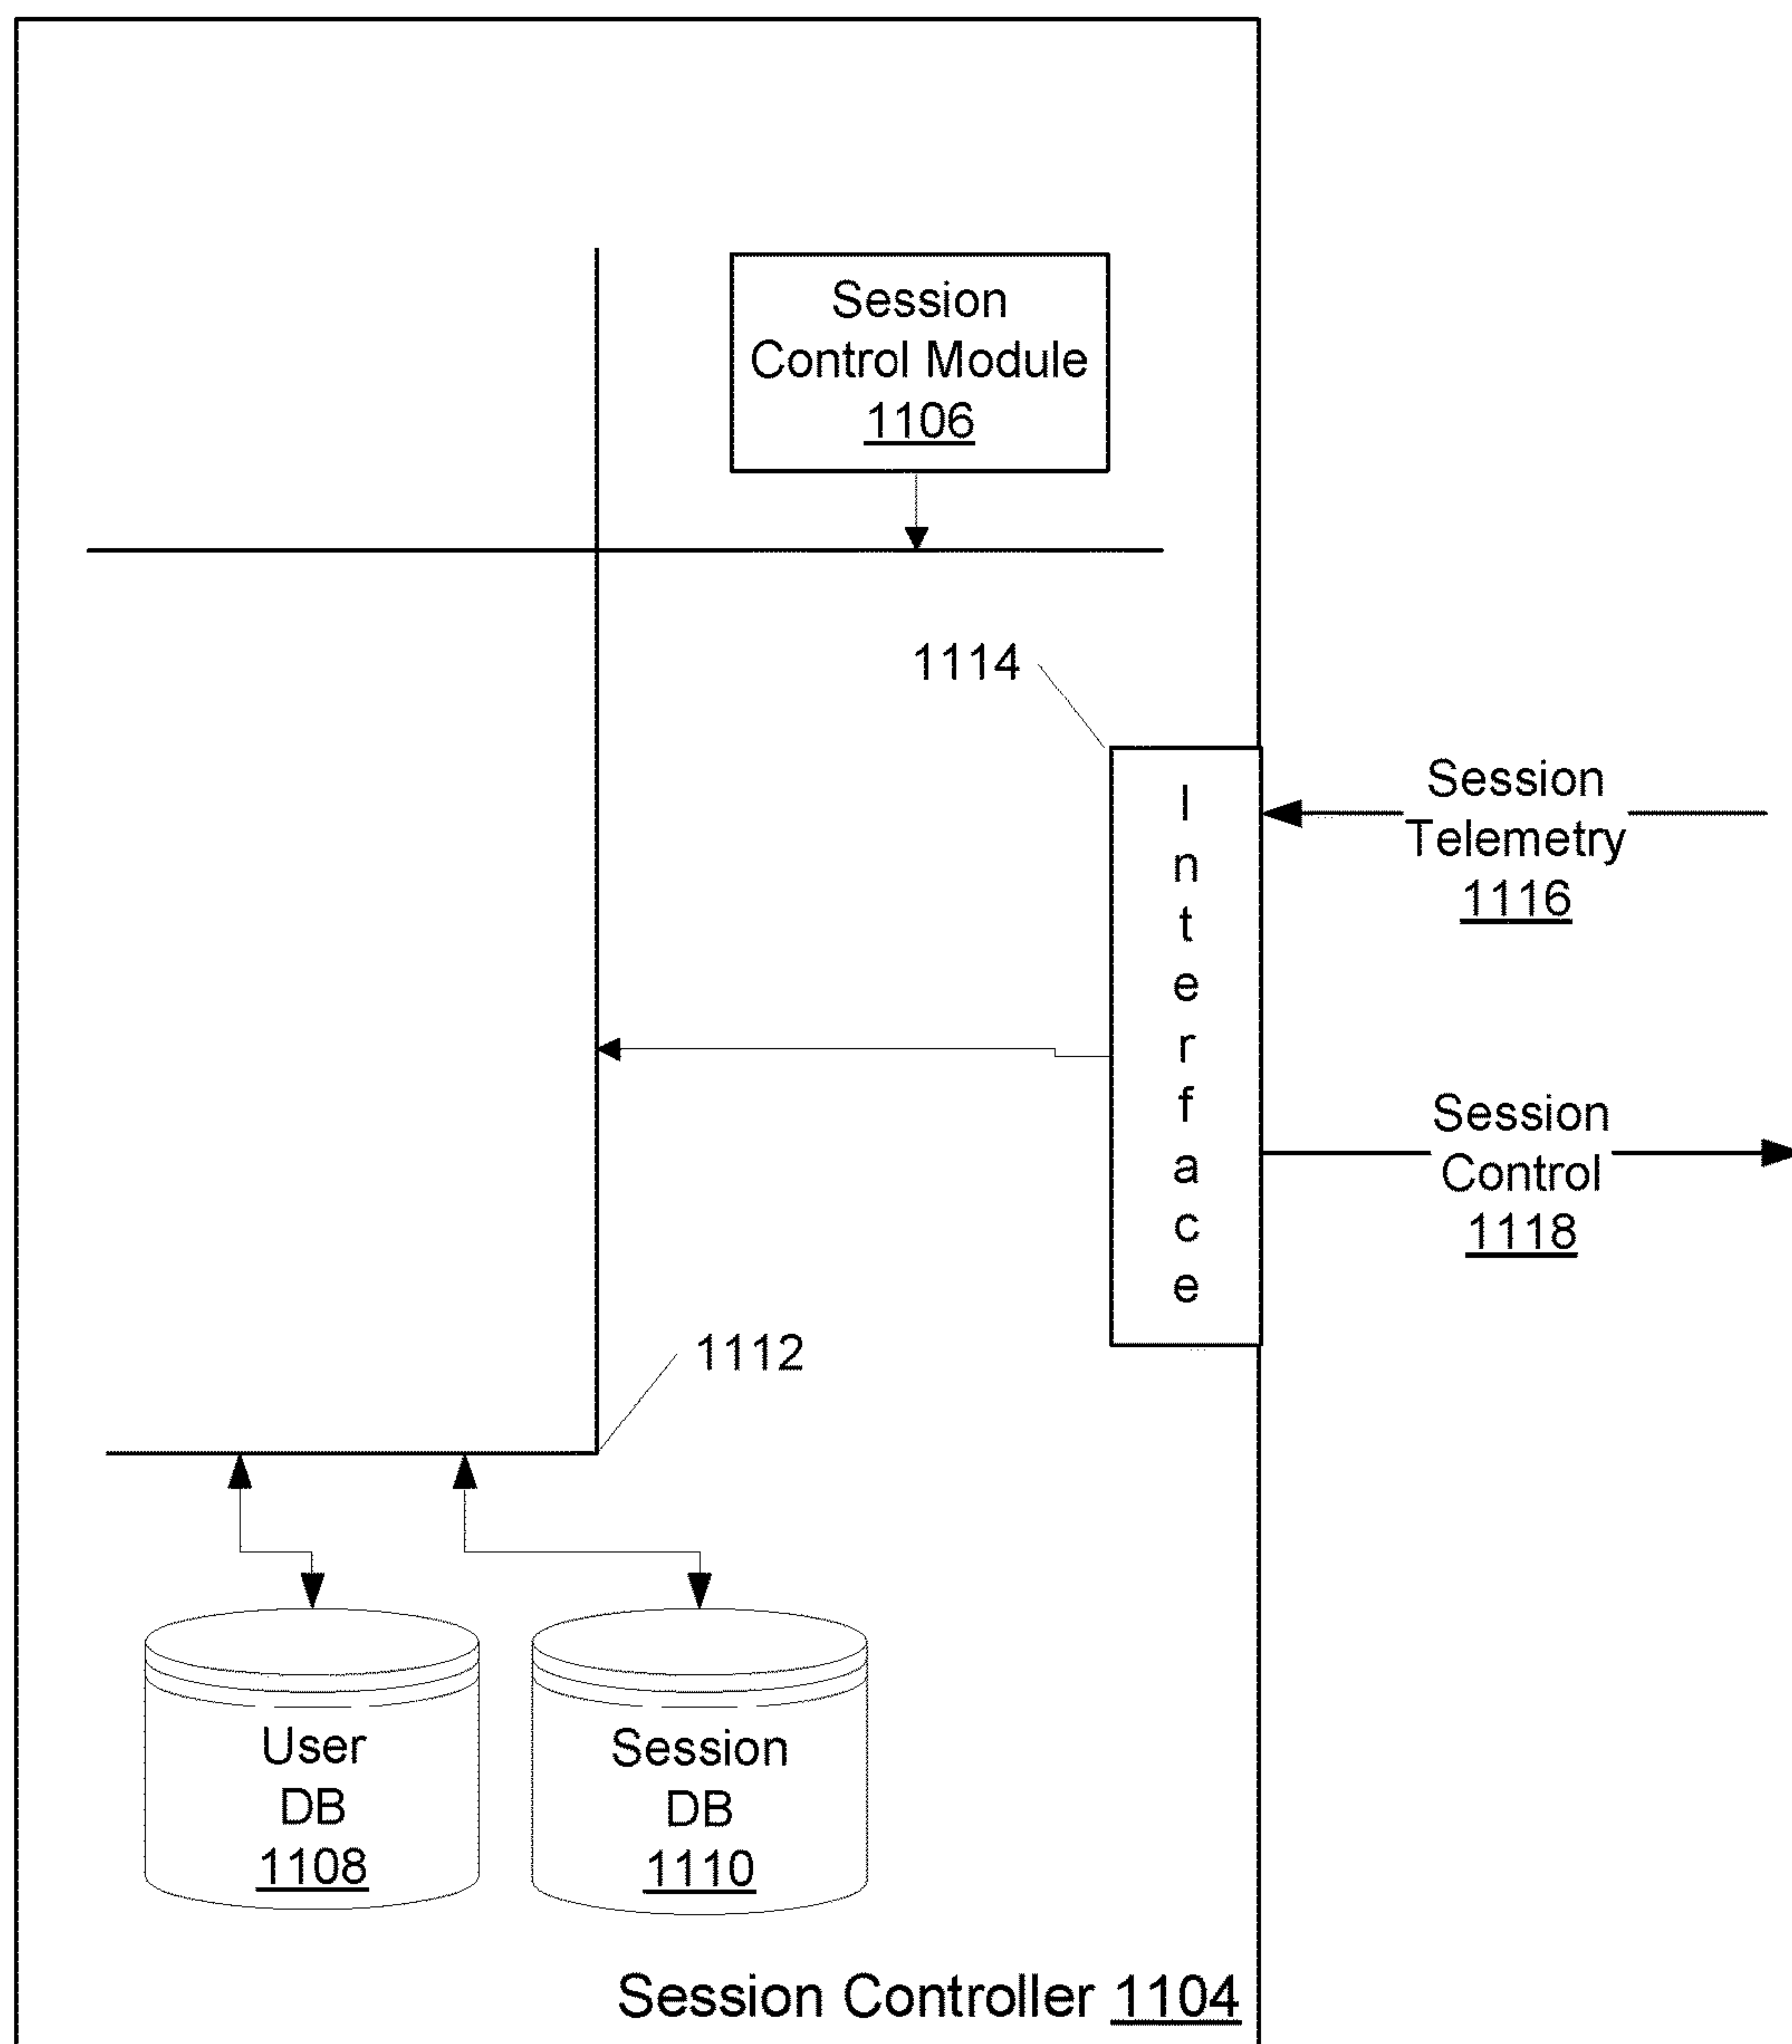 Session
Control Module
1106
1114
I
n
t
e
r
f
a
c
e
Session
Telemetry
1116
Session
Control
1118
1112
User
DB
1108
Session
DB
1110
Session Controller 1104